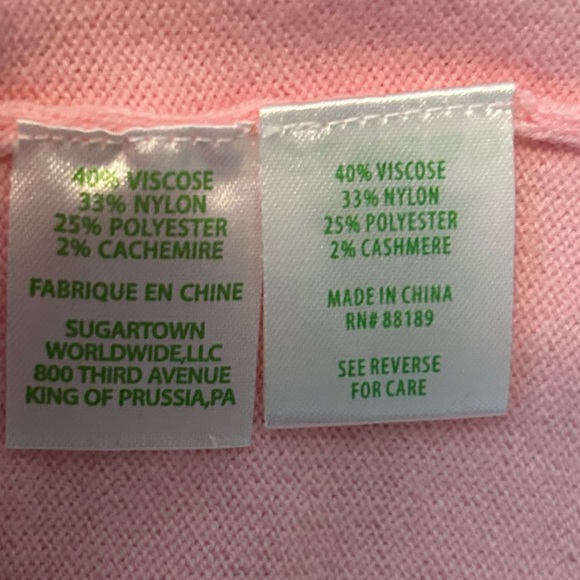 40% VISCOSE
33% NYLON
25% POLYESTER
2% CACHEMIRE
FABRIQUE EN CHINE
SUGARTOWN
WORLDWIDE,LLC
800 THIRD AVENUE
KING OF PRUSSIA,PA
40% VISCOSE
33% NYLON
25% POLYESTER
2% CASHMERE
MADE IN CHINA
RN# 88189
SEE REVERSE
FOR CARE